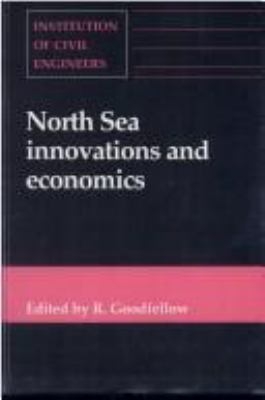 INSTITUTION
OF CIVIL
ENGINEERS
North Sea
innovations and
economics
Edited by R. Goodfellow